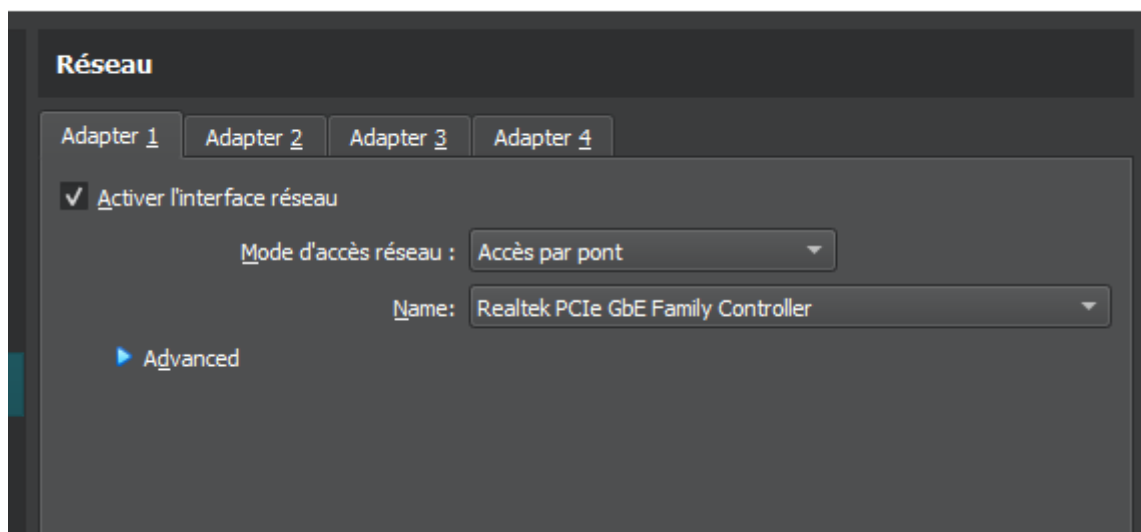 Réseau
Adapter 1 Adapter 2 Adapter 3 Adapter 4
Activer l'interface réseau
Mode d'accès réseau : Accès par pont
Name: Realtek PCIe GbE Family Controller
Advanced